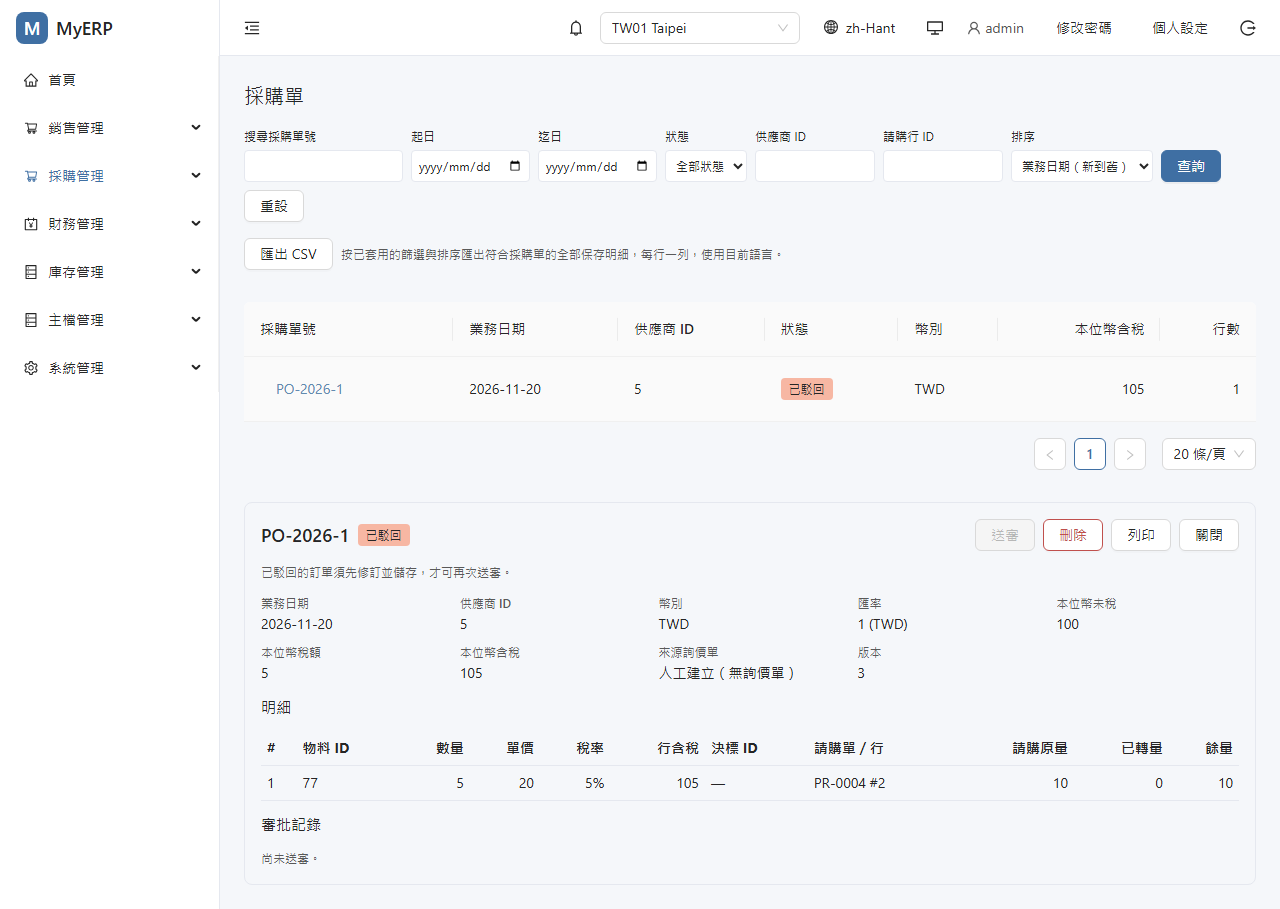 M MyERP
TW01 Taipei
zh-Hant
admin
修改密碼
個人設定
首頁
銷售管理
採購管理
財務管理
庫存管理
主檔管理
系統管理
採購單
搜尋採購單號 起日 迄日 狀態 供應商 ID 請購行 ID 排序
yyyy/mm/dd yyyy/mm/dd 全部狀態 業務日期（新到舊） 查詢
重設
匯出 CSV 按已套用的篩選與排序匯出符合採購單的全部保存明細，每行一列，使用目前語言。
採購單號 業務日期 供應商 ID 狀態 幣別 本位幣含稅 行數
PO-2026-1 2026-11-20 5 已駁回 TWD 105 1
< 1 > 20 條/頁
PO-2026-1 已駁回 送審 刪除 列印 關閉
已駁回的訂單須先修訂並儲存，才可再次送審。
業務日期 供應商 ID 幣別 匯率 本位幣未稅
2026-11-20 5 TWD 1 (TWD) 100
本位幣稅額 本位幣含稅 來源詢價單 版本
5 105 人工建立（無詢價單） 3
明細
# 物料 ID 數量 單價 稅率 行含稅 決標 ID 請購單 / 行 請購原量 已轉量 餘量
1 77 5 20 5% 105 — PR-0004 #2 10 0 10
審批記錄
尚未送審。